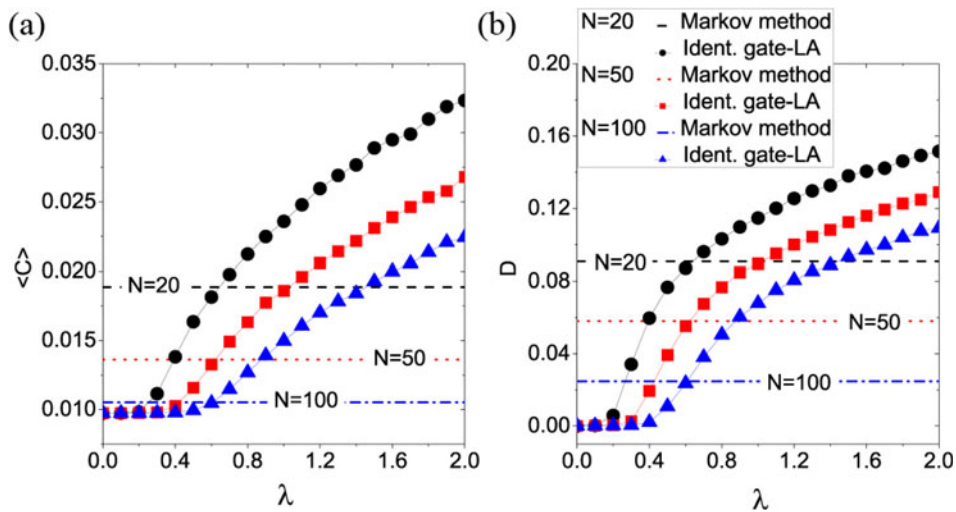 (a)
<C>
0.035
0.030
0.025
0.020
0.015
0.010
N=20
N=50
N=100
0.0 0.4 0.8 1.2 1.6 2.0
λ
(b)
N=20 Markov method
Ident. gate-LA
N=50 Markov method
Ident. gate-LA
N=100 Markov method
Ident. gate-LA
D
0.20
0.16
0.12
0.08
0.04
0.00
N=20
N=50
N=100
0.0 0.4 0.8 1.2 1.6 2.0
λ